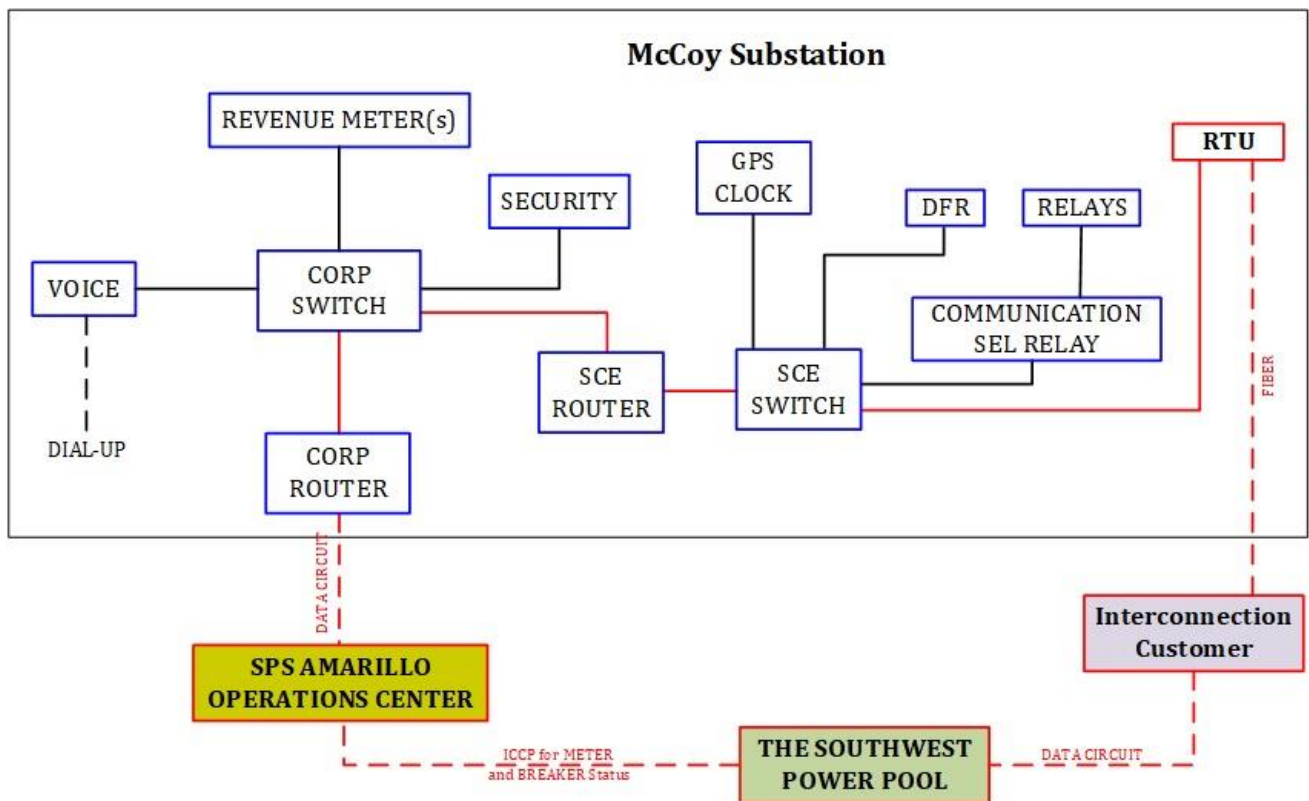 McCoy Substation
REVENUE METER(s)
SECURITY
GPS
CLOCK
DFR
RELAYS
RTU
VOICE
CORP
SWITCH
COMMUNICATION
SEL RELAY
SCE
ROUTER
SCE
SWITCH
FIBER
DIAL-UP
CORP
ROUTER
DATA CIRCUIT
Interconnection
Customer
SPS AMARILLO
OPERATIONS CENTER
ICCP for METER
and BREAKER Status
THE SOUTHWEST
POWER POOL
DATA CIRCUIT